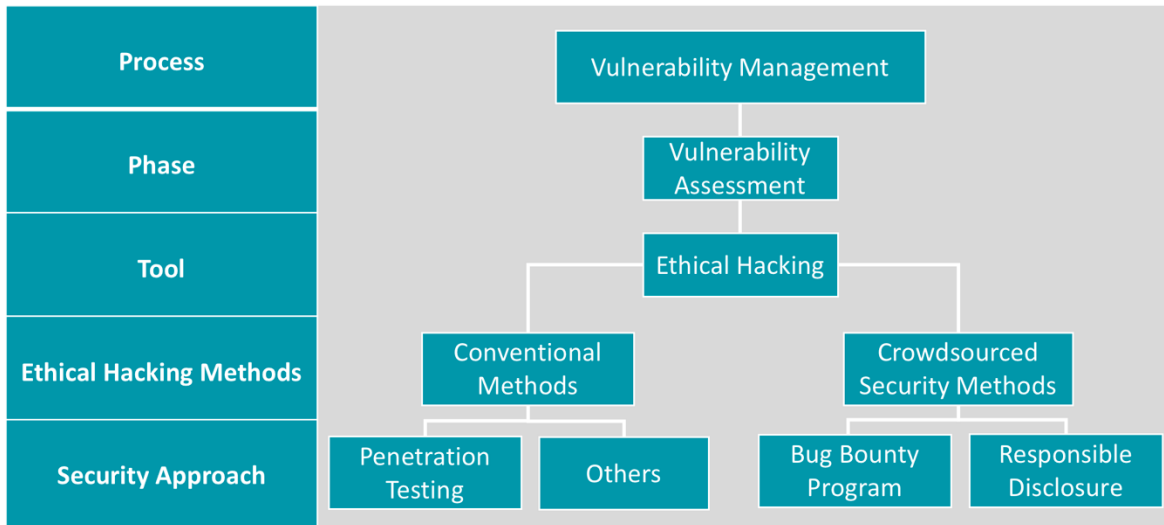 Process
Vulnerability Management
Phase
Vulnerability
Assessment
Tool
Ethical Hacking
Ethical Hacking Methods
Conventional
Methods
Crowdsourced
Security Methods
Security Approach
Penetration
Testing
Others
Bug Bounty
Program
Responsible
Disclosure